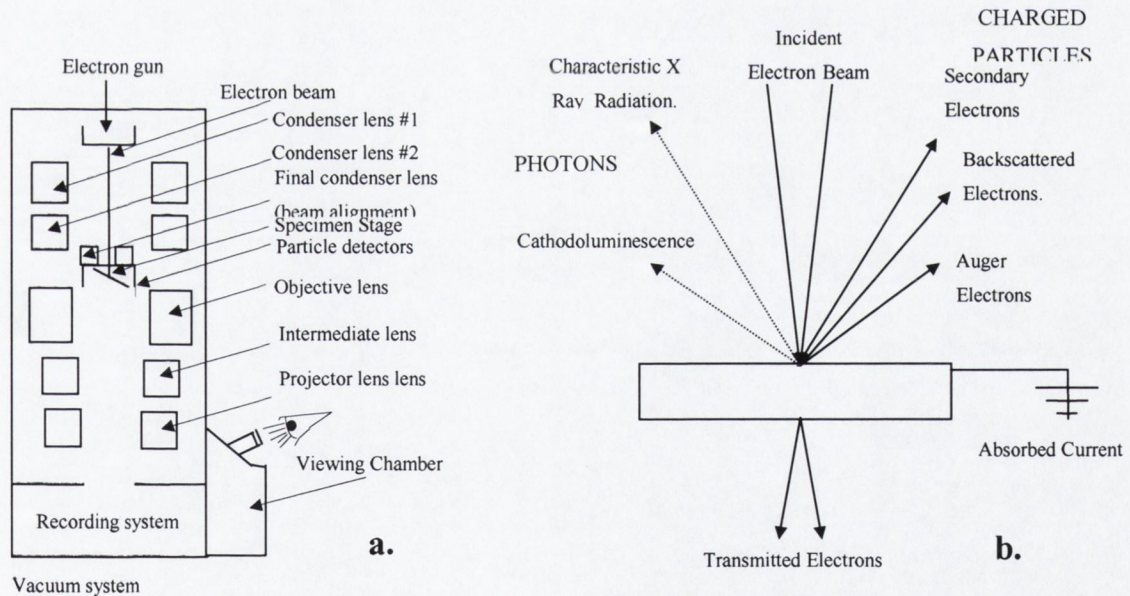 Electron gun
Electron beam
Condenser lens #1
Condenser lens #2
Final condenser lens
(beam alignment)
Specimen Stage
Particle detectors
Objective lens
Intermediate lens
Projector lens lens
Viewing Chamber
Recording system
a.
Vacuum system
CHARGED
PARTICLES
Incident
Electron Beam
Characteristic X
Ray Radiation.
Secondary
Electrons
PHOTONS
Backscattered
Electrons.
Cathodoluminescence
Auger
Electrons
Absorbed Current
Transmitted Electrons
b.